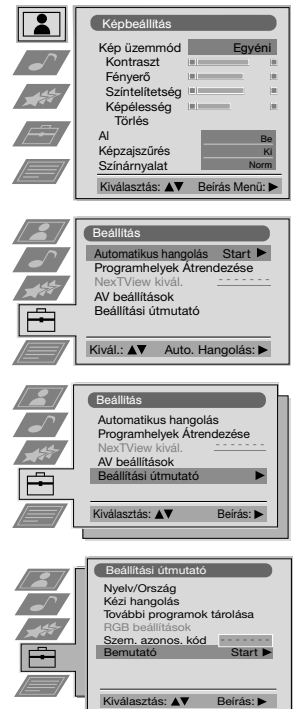 Képbeállítás
Kép üzemmód Egyéni
Kontraszt
Fényerő
Színtelítetség
Képélesség
Törlés
AI Be
Képzajszűrés Ki
Színárnyalat Norm
Kiválasztás: ▲▼ Beírás Menü: ▶
Beállítás
Automatikus hangolás Start ▶
Programhelyek Átrendezése
NexTView kivál. - - - - - - -
AV beállítások
Beállítási útmutató
Kivál.: ▲▼ Auto. Hangolás: ▶
Beállítás
Automatikus hangolás
Programhelyek Átrendezése
NexTView kivál. - - - - - - -
AV beállítások
Beállítási útmutató ▶
Kiválasztás: ▲▼ Beírás: ▶
Beállítási útmutató
Nyelv/Ország
Kézi hangolás
További programok tárolása
RGB beállítások
Szem. azonos. kód - - - - - - -
Bemutató Start ▶
Kiválasztás: ▲▼ Beírás: ▶